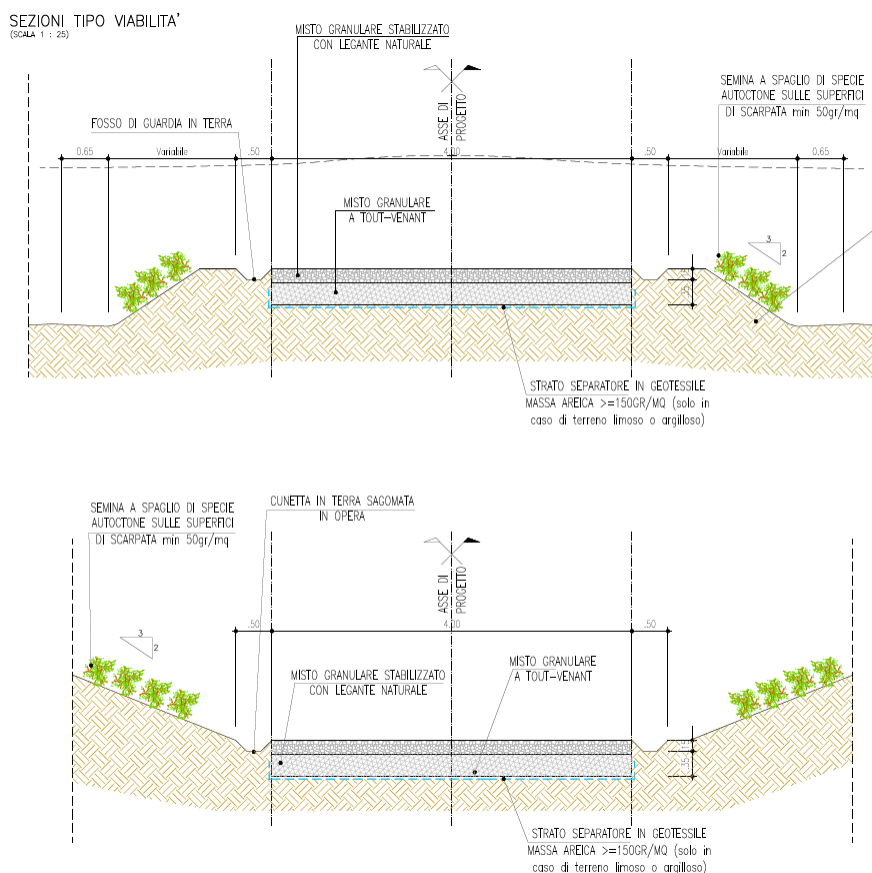 SEZIONI TIPO VIABILITA'
(SCALA 1 : 25)
MISTO GRANULARE STABILIZZATO
CON LEGANTE NATURALE
ASSE DI
PROGETTO
SEMINA A SPAGLIO DI SPECIE
AUTOCTONE SULLE SUPERFICI
DI SCARPATA min 50gr/mq
FOSSO DI GUARDIA IN TERRA
0.65
Variabile
.50
4.00
.50
Variabile
0.65
MISTO GRANULARE
A TOUT-VENANT
3
2
.15
.35
STRATO SEPARATORE IN GEOTESSILE
MASSA AREICA >=150GR/MQ (solo in
caso di terreno limoso o argilloso)
SEMINA A SPAGLIO DI SPECIE
AUTOCTONE SULLE SUPERFICI
DI SCARPATA min 50gr/mq
CUNETTA IN TERRA SAGOMATA
IN OPERA
ASSE DI
PROGETTO
3
2
.50
4.00
.50
MISTO GRANULARE STABILIZZATO
CON LEGANTE NATURALE
MISTO GRANULARE
A TOUT-VENANT
.15
.35
STRATO SEPARATORE IN GEOTESSILE
MASSA AREICA >=150GR/MQ (solo in
caso di terreno limoso o argilloso)